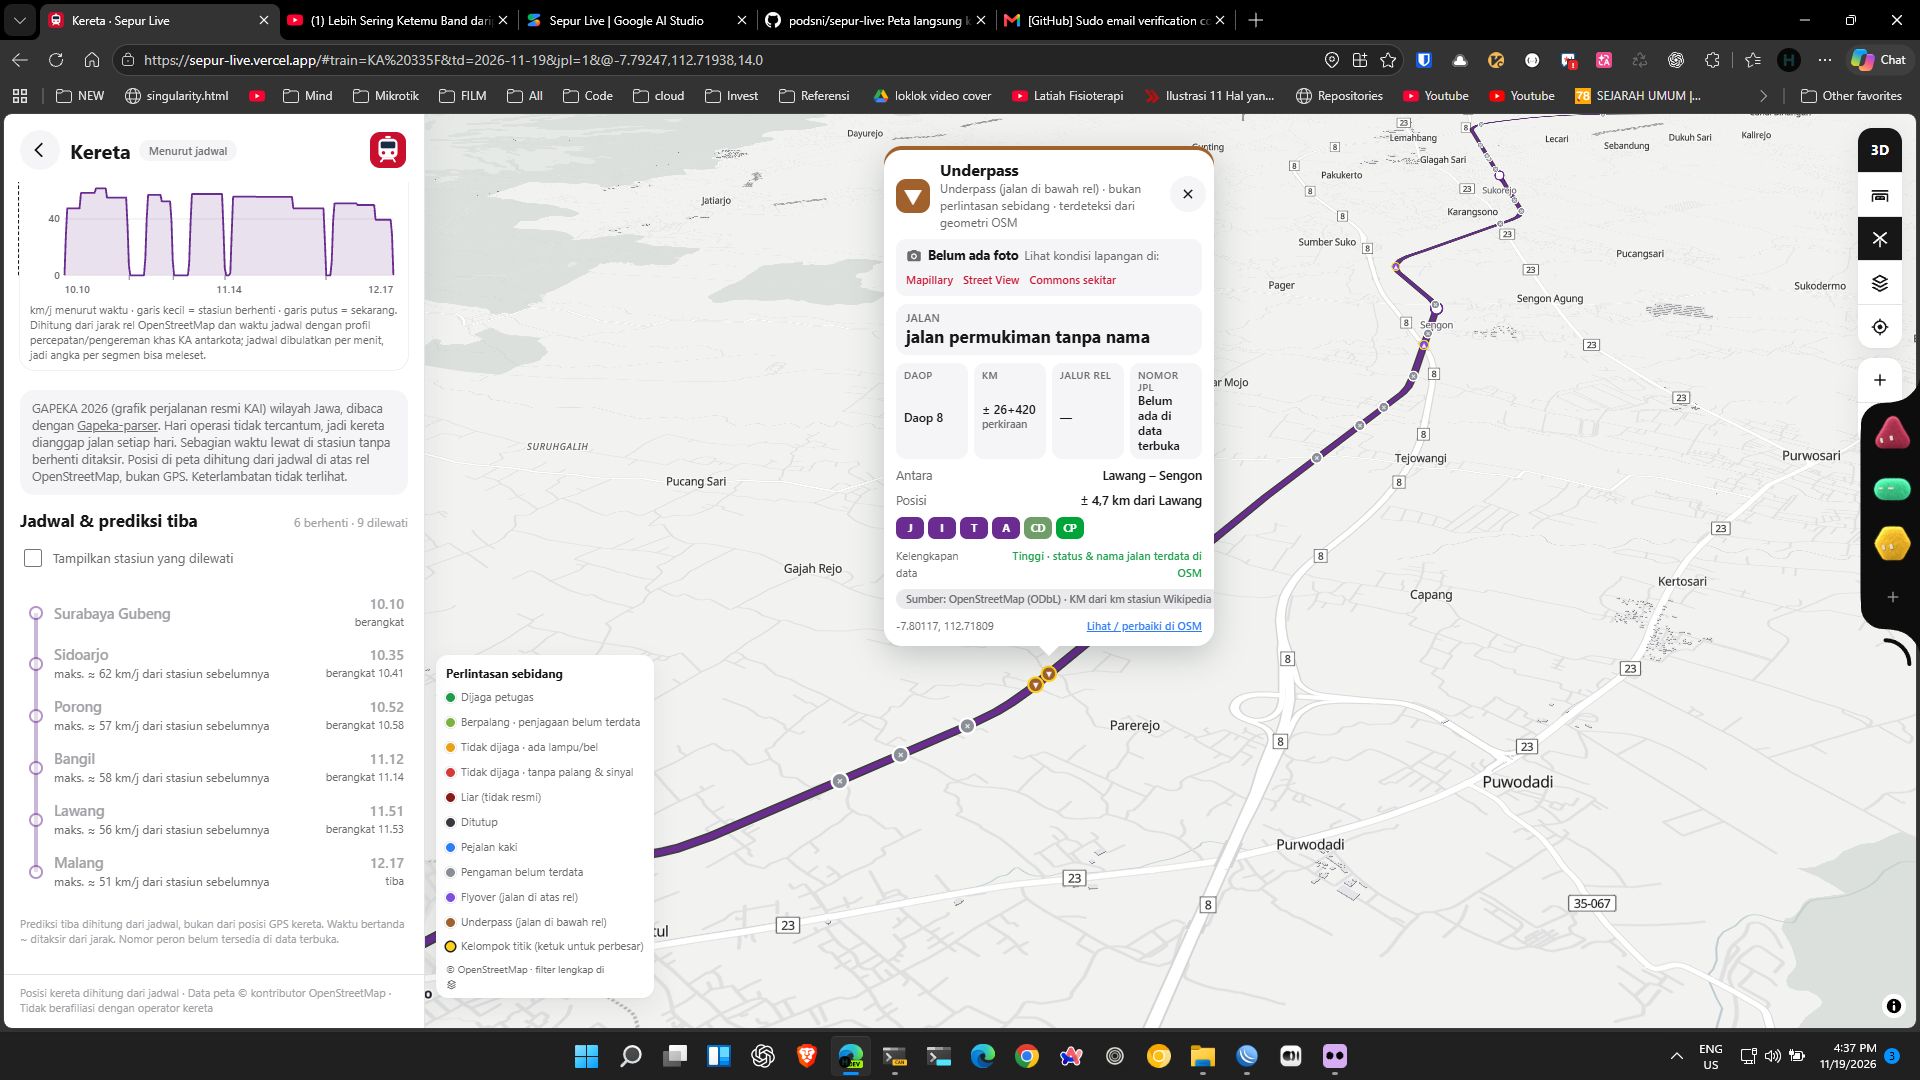 Kereta · Sepur Live
(1) Lebih Sering Ketemu Band dari
Sepur Live | Google AI Studio
podsni/sepur-live: Peta langsung k
[GitHub] Sudo email verification co
https://sepur-live.vercel.app/#train=KA%20335F&td=2026-11-19&jpl=1&@-7.79247,112.71938,14.0
Chat
NEW
singularity.html
Mind
Mikrotik
FILM
All
Code
cloud
Invest
Referensi
loklok video cover
Latiah Fisioterapi
Ilustrasi 11 Hal yan...
Repositories
Youtube
Youtube
78
SEJARAH UMUM |...
Other favorites
Kereta
Menurut jadwal
40
0
10.10
11.14
12.17
km/j menurut waktu · garis kecil = stasiun berhenti · garis putus = sekarang.
Dihitung dari jarak rel OpenStreetMap dan waktu jadwal dengan profil
percepatan/pengereman khas KA antarkota; jadwal dibulatkan per menit,
jadi angka per segmen bisa meleset.
GAPEKA 2026 (grafik perjalanan resmi KAI) wilayah Jawa, dibaca
dengan Gapeka-parser. Hari operasi tidak tercantum, jadi kereta
dianggap jalan setiap hari. Sebagian waktu lewat di stasiun tanpa
berhenti ditaksir. Posisi di peta dihitung dari jadwal di atas rel
OpenStreetMap, bukan GPS. Keterlambatan tidak terlihat.
Jadwal & prediksi tiba
6 berhenti · 9 dilewati
Tampilkan stasiun yang dilewati
Surabaya Gubeng
10.10
berangkat
Sidoarjo
10.35
maks. ≈ 62 km/j dari stasiun sebelumnya
berangkat 10.41
Porong
10.52
maks. ≈ 57 km/j dari stasiun sebelumnya
berangkat 10.58
Bangil
11.12
maks. ≈ 58 km/j dari stasiun sebelumnya
berangkat 11.14
Lawang
11.51
maks. ≈ 56 km/j dari stasiun sebelumnya
berangkat 11.53
Malang
12.17
maks. ≈ 51 km/j dari stasiun sebelumnya
tiba
Prediksi tiba dihitung dari jadwal, bukan dari posisi GPS kereta. Waktu bertanda
~ ditaksir dari jarak. Nomor peron belum tersedia di data terbuka.
Posisi kereta dihitung dari jadwal · Data peta © kontributor OpenStreetMap ·
Tidak berafiliasi dengan operator kereta
Underpass
Underpass (jalan di bawah rel) · bukan
perlintasan sebidang · terdeteksi dari
geometri OSM
Belum ada foto Lihat kondisi lapangan di:
Mapillary Street View Commons sekitar
JALAN
jalan permukiman tanpa nama
DAOP
Daop 8
KM
± 26+420
perkiraan
JALUR REL
—
NOMOR
JPL
Belum
ada di
data
terbuka
Antara
Lawang – Sengon
Posisi
± 4,7 km dari Lawang
J I T A CD CP
Kelengkapan
data
Tinggi · status & nama jalan terdata di
OSM
Sumber: OpenStreetMap (ODbL) · KM dari km stasiun Wikipedia
-7.80117, 112.71809
Lihat / perbaiki di OSM
Perlintasan sebidang
Dijaga petugas
Berpalang · penjagaan belum terdata
Tidak dijaga · ada lampu/bel
Tidak dijaga · tanpa palang & sinyal
Liar (tidak resmi)
Ditutup
Pejalan kaki
Pengaman belum terdata
Flyover (jalan di atas rel)
Underpass (jalan di bawah rel)
Kelompok titik (ketuk untuk perbesar)
© OpenStreetMap · filter lengkap di
Dayurejo
Jatiarjo
SURUHGALIH
Pucang Sari
Gajah Rejo
Parerejo
Lemahbang
Glagah Sari
Lecari
Sebandung
Dukuh Sari
Kalirejo
Pakukerto
Sukorejo
Karangsono
Sumber Suko
Pucangsari
Pager
Sengon Agung
Sukodermo
Sengon
Tejowangi
Purwosari
Capang
Kertosari
Puwodadi
Purwodadi
23
8
35-067
3D
ENG
US
4:37 PM
11/19/2026
3